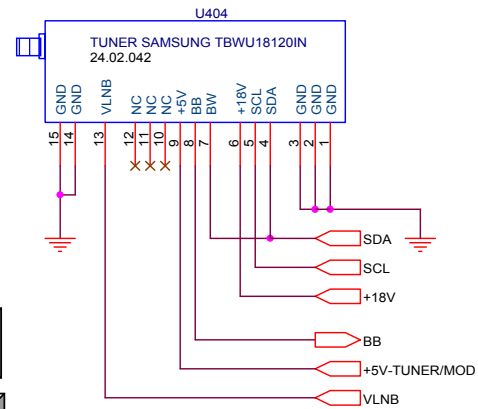 U404
TUNER SAMSUNG TBWU18120IN
24.02.042
GND
GND
VLNB
NC
NC
NC
+5V
BB
BW
+18V
SCL
SDA
GND
GND
GND
15
14
13
12
11
10
9
8
7
6
5
4
3
2
1
SDA
SCL
+18V
BB
+5V-TUNER/MOD
VLNB